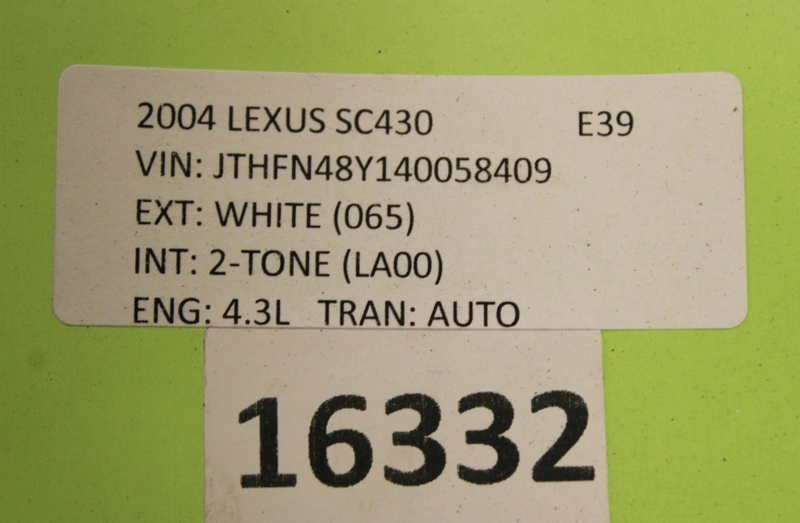 2004 LEXUS SC430 E39
VIN: JTHFN48Y140058409
EXT: WHITE (065)
INT: 2-TONE (LA00)
ENG: 4.3L TRAN: AUTO
16332